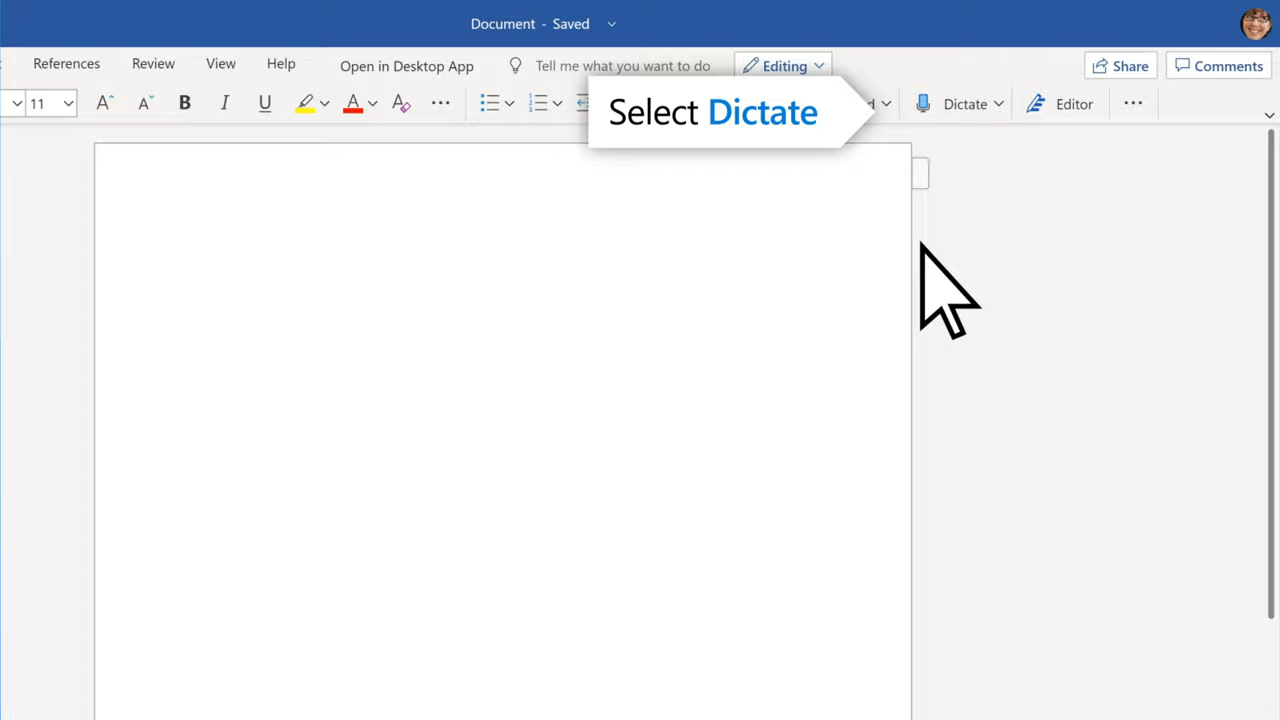 Document - Saved
References Review View Help Open in Desktop App Tell me what you want to do Editing Share Comments
11 B I U A Select Dictate Dictate Editor